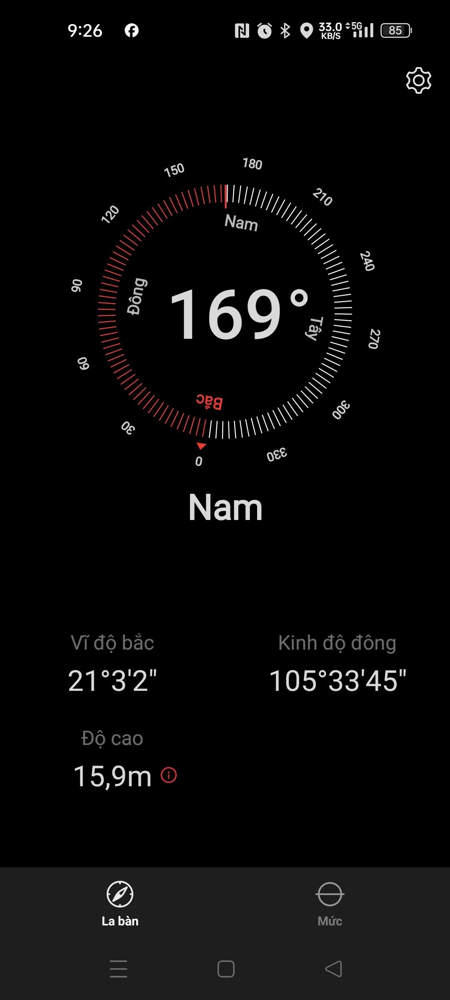 9:26
33.0 KB/S 5G 85
180
150
210
120
Nam
240
90
Đông
169°
Tây
270
60
Bắc
300
30
330
0
Nam
Vĩ độ bắc Kinh độ đông
21°3'2" 105°33'45"
Độ cao
15,9m
La bàn Mức